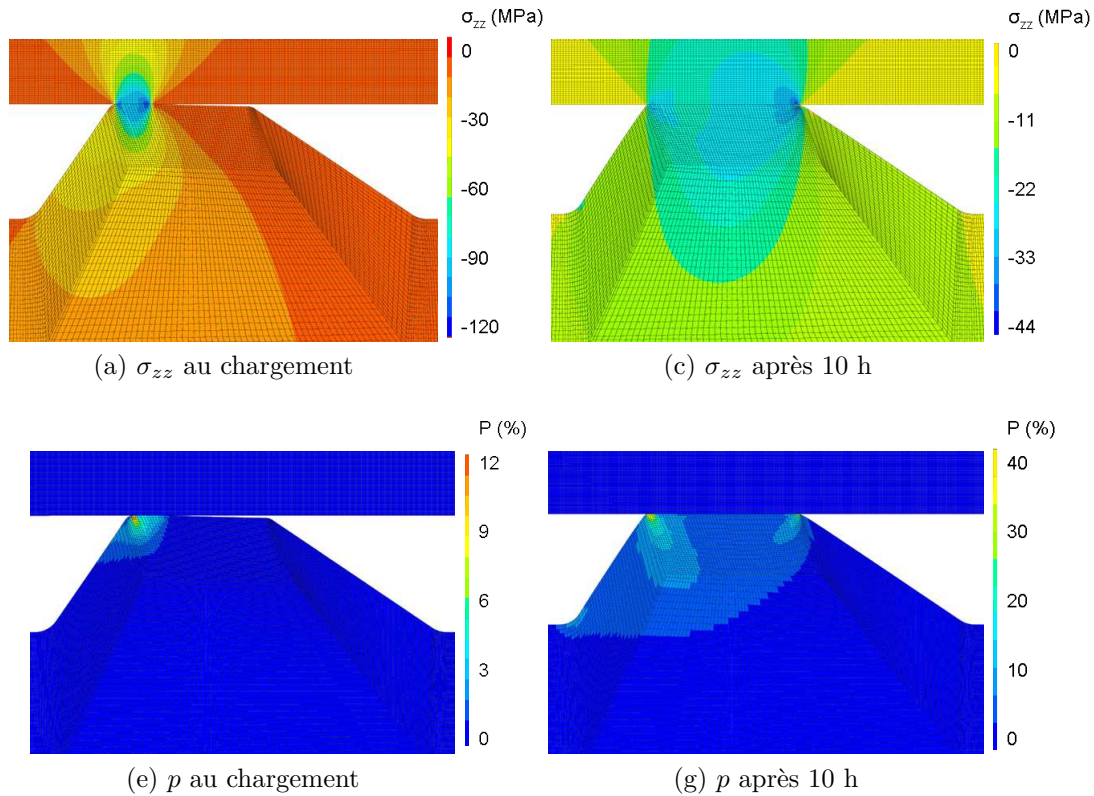 σzz (MPa)
0
-30
-60
-90
-120
(a) σzz au chargement
σzz (MPa)
0
-11
-22
-33
-44
(c) σzz après 10 h
P (%)
12
9
6
3
0
(e) p au chargement
P (%)
40
30
20
10
0
(g) p après 10 h